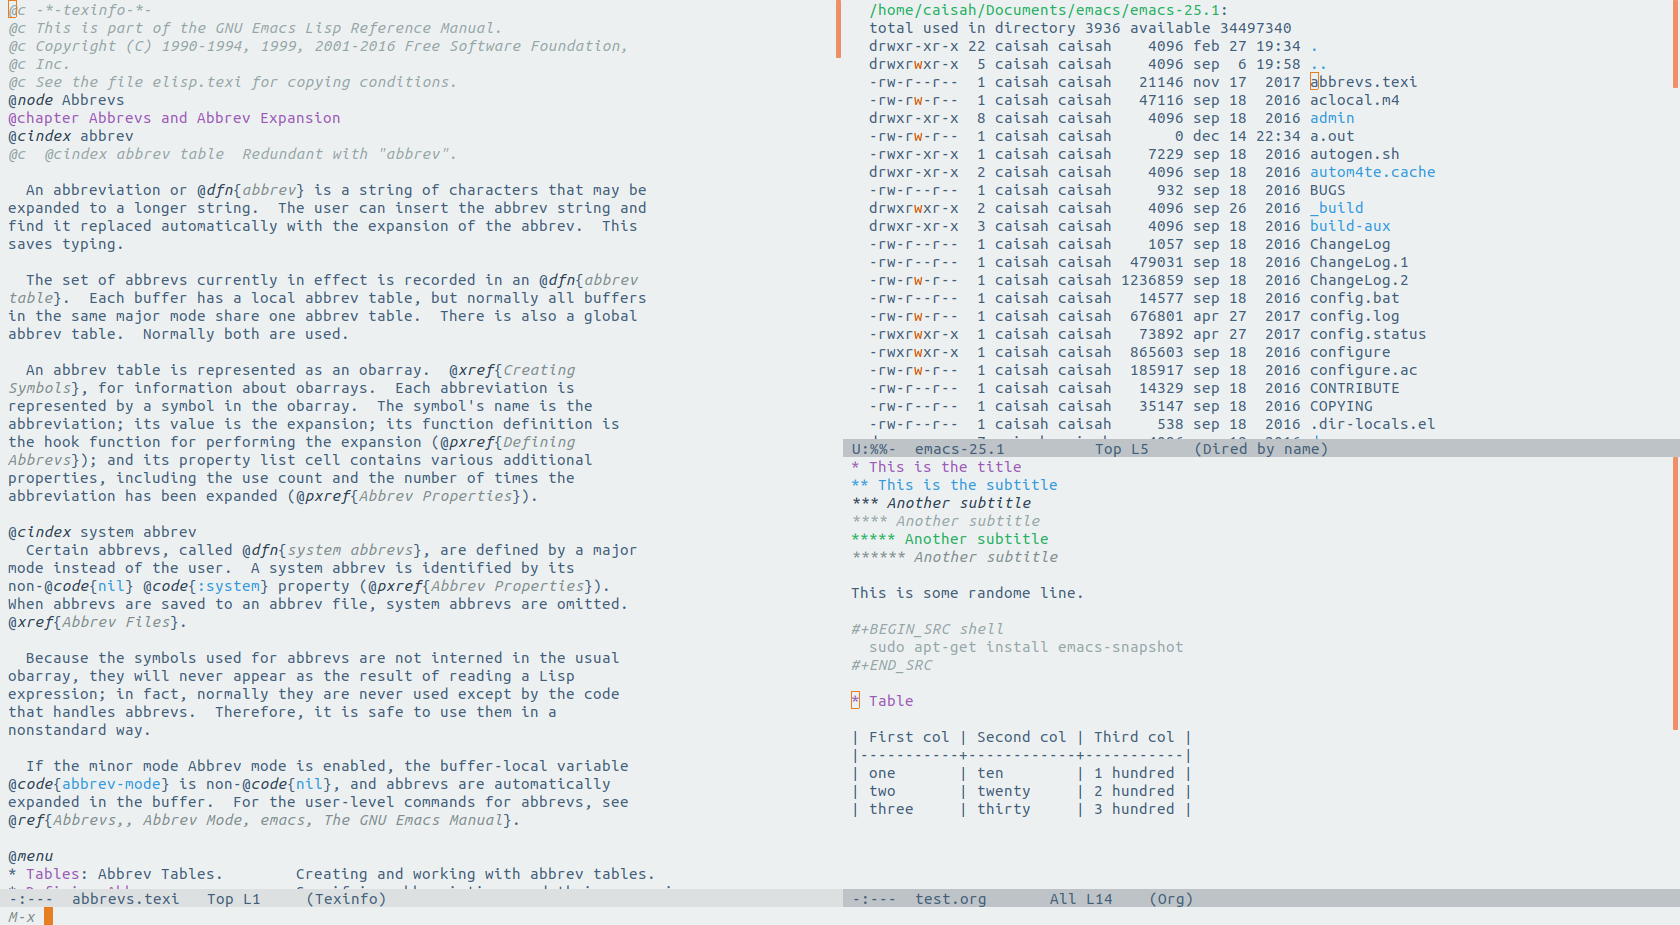 @c -*-texinfo-*-
@c This is part of the GNU Emacs Lisp Reference Manual.
@c Copyright (C) 1990-1994, 1999, 2001-2016 Free Software Foundation,
@c Inc.
@c See the file elisp.texi for copying conditions.
@node Abbrevs
@chapter Abbrevs and Abbrev Expansion
@cindex abbrev
@c  @cindex abbrev table  Redundant with "abbrev".

  An abbreviation or @dfn{abbrev} is a string of characters that may be
expanded to a longer string.  The user can insert the abbrev string and
find it replaced automatically with the expansion of the abbrev.  This
saves typing.

  The set of abbrevs currently in effect is recorded in an @dfn{abbrev
table}.  Each buffer has a local abbrev table, but normally all buffers
in the same major mode share one abbrev table.  There is also a global
abbrev table.  Normally both are used.

  An abbrev table is represented as an obarray.  @xref{Creating
Symbols}, for information about obarrays.  Each abbreviation is
represented by a symbol in the obarray.  The symbol's name is the
abbreviation; its value is the expansion; its function definition is
the hook function for performing the expansion (@pxref{Defining
Abbrevs}); and its property list cell contains various additional
properties, including the use count and the number of times the
abbreviation has been expanded (@pxref{Abbrev Properties}).

@cindex system abbrev
  Certain abbrevs, called @dfn{system abbrevs}, are defined by a major
mode instead of the user.  A system abbrev is identified by its
non-@code{nil} @code{:system} property (@pxref{Abbrev Properties}).
When abbrevs are saved to an abbrev file, system abbrevs are omitted.
@xref{Abbrev Files}.

  Because the symbols used for abbrevs are not interned in the usual
obarray, they will never appear as the result of reading a Lisp
expression; in fact, normally they are never used except by the code
that handles abbrevs.  Therefore, it is safe to use them in a
nonstandard way.

  If the minor mode Abbrev mode is enabled, the buffer-local variable
@code{abbrev-mode} is non-@code{nil}, and abbrevs are automatically
expanded in the buffer.  For the user-level commands for abbrevs, see
@ref{Abbrevs,, Abbrev Mode, emacs, The GNU Emacs Manual}.

@menu
* Tables: Abbrev Tables.        Creating and working with abbrev tables.
-:---  abbrevs.texi   Top L1     (Texinfo)
M-x
/home/caisah/Documents/emacs/emacs-25.1:
total used in directory 3936 available 34497340
drwxr-xr-x 22 caisah caisah    4096 feb 27 19:34 .
drwxrwxr-x  5 caisah caisah    4096 sep  6 19:58 ..
-rw-r--r--  1 caisah caisah   21146 nov 17  2017 abbrevs.texi
-rw-rw-r--  1 caisah caisah   47116 sep 18  2016 aclocal.m4
drwxr-xr-x  8 caisah caisah    4096 sep 18  2016 admin
-rw-rw-r--  1 caisah caisah       0 dec 14 22:34 a.out
-rwxr-xr-x  1 caisah caisah    7229 sep 18  2016 autogen.sh
drwxr-xr-x  2 caisah caisah    4096 sep 18  2016 autom4te.cache
-rw-r--r--  1 caisah caisah     932 sep 18  2016 BUGS
drwxrwxr-x  2 caisah caisah    4096 sep 26  2016 _build
drwxr-xr-x  3 caisah caisah    4096 sep 18  2016 build-aux
-rw-r--r--  1 caisah caisah    1057 sep 18  2016 ChangeLog
-rw-r--r--  1 caisah caisah  479031 sep 18  2016 ChangeLog.1
-rw-rw-r--  1 caisah caisah 1236859 sep 18  2016 ChangeLog.2
-rw-r--r--  1 caisah caisah   14577 sep 18  2016 config.bat
-rw-rw-r--  1 caisah caisah  676801 apr 27  2017 config.log
-rwxrwxr-x  1 caisah caisah   73892 apr 27  2017 config.status
-rwxrwxr-x  1 caisah caisah  865603 sep 18  2016 configure
-rw-rw-r--  1 caisah caisah  185917 sep 18  2016 configure.ac
-rw-r--r--  1 caisah caisah   14329 sep 18  2016 CONTRIBUTE
-rw-r--r--  1 caisah caisah   35147 sep 18  2016 COPYING
-rw-r--r--  1 caisah caisah     538 sep 18  2016 .dir-locals.el
U:%%-  emacs-25.1          Top L5     (Dired by name)
* This is the title
** This is the subtitle
*** Another subtitle
**** Another subtitle
***** Another subtitle
****** Another subtitle

This is some randome line.

#+BEGIN_SRC shell
  sudo apt-get install emacs-snapshot
#+END_SRC

* Table

| First col | Second col | Third col |
|-----------+------------+-----------|
| one       | ten        | 1 hundred |
| two       | twenty     | 2 hundred |
| three     | thirty     | 3 hundred |
-:---  test.org       All L14    (Org)